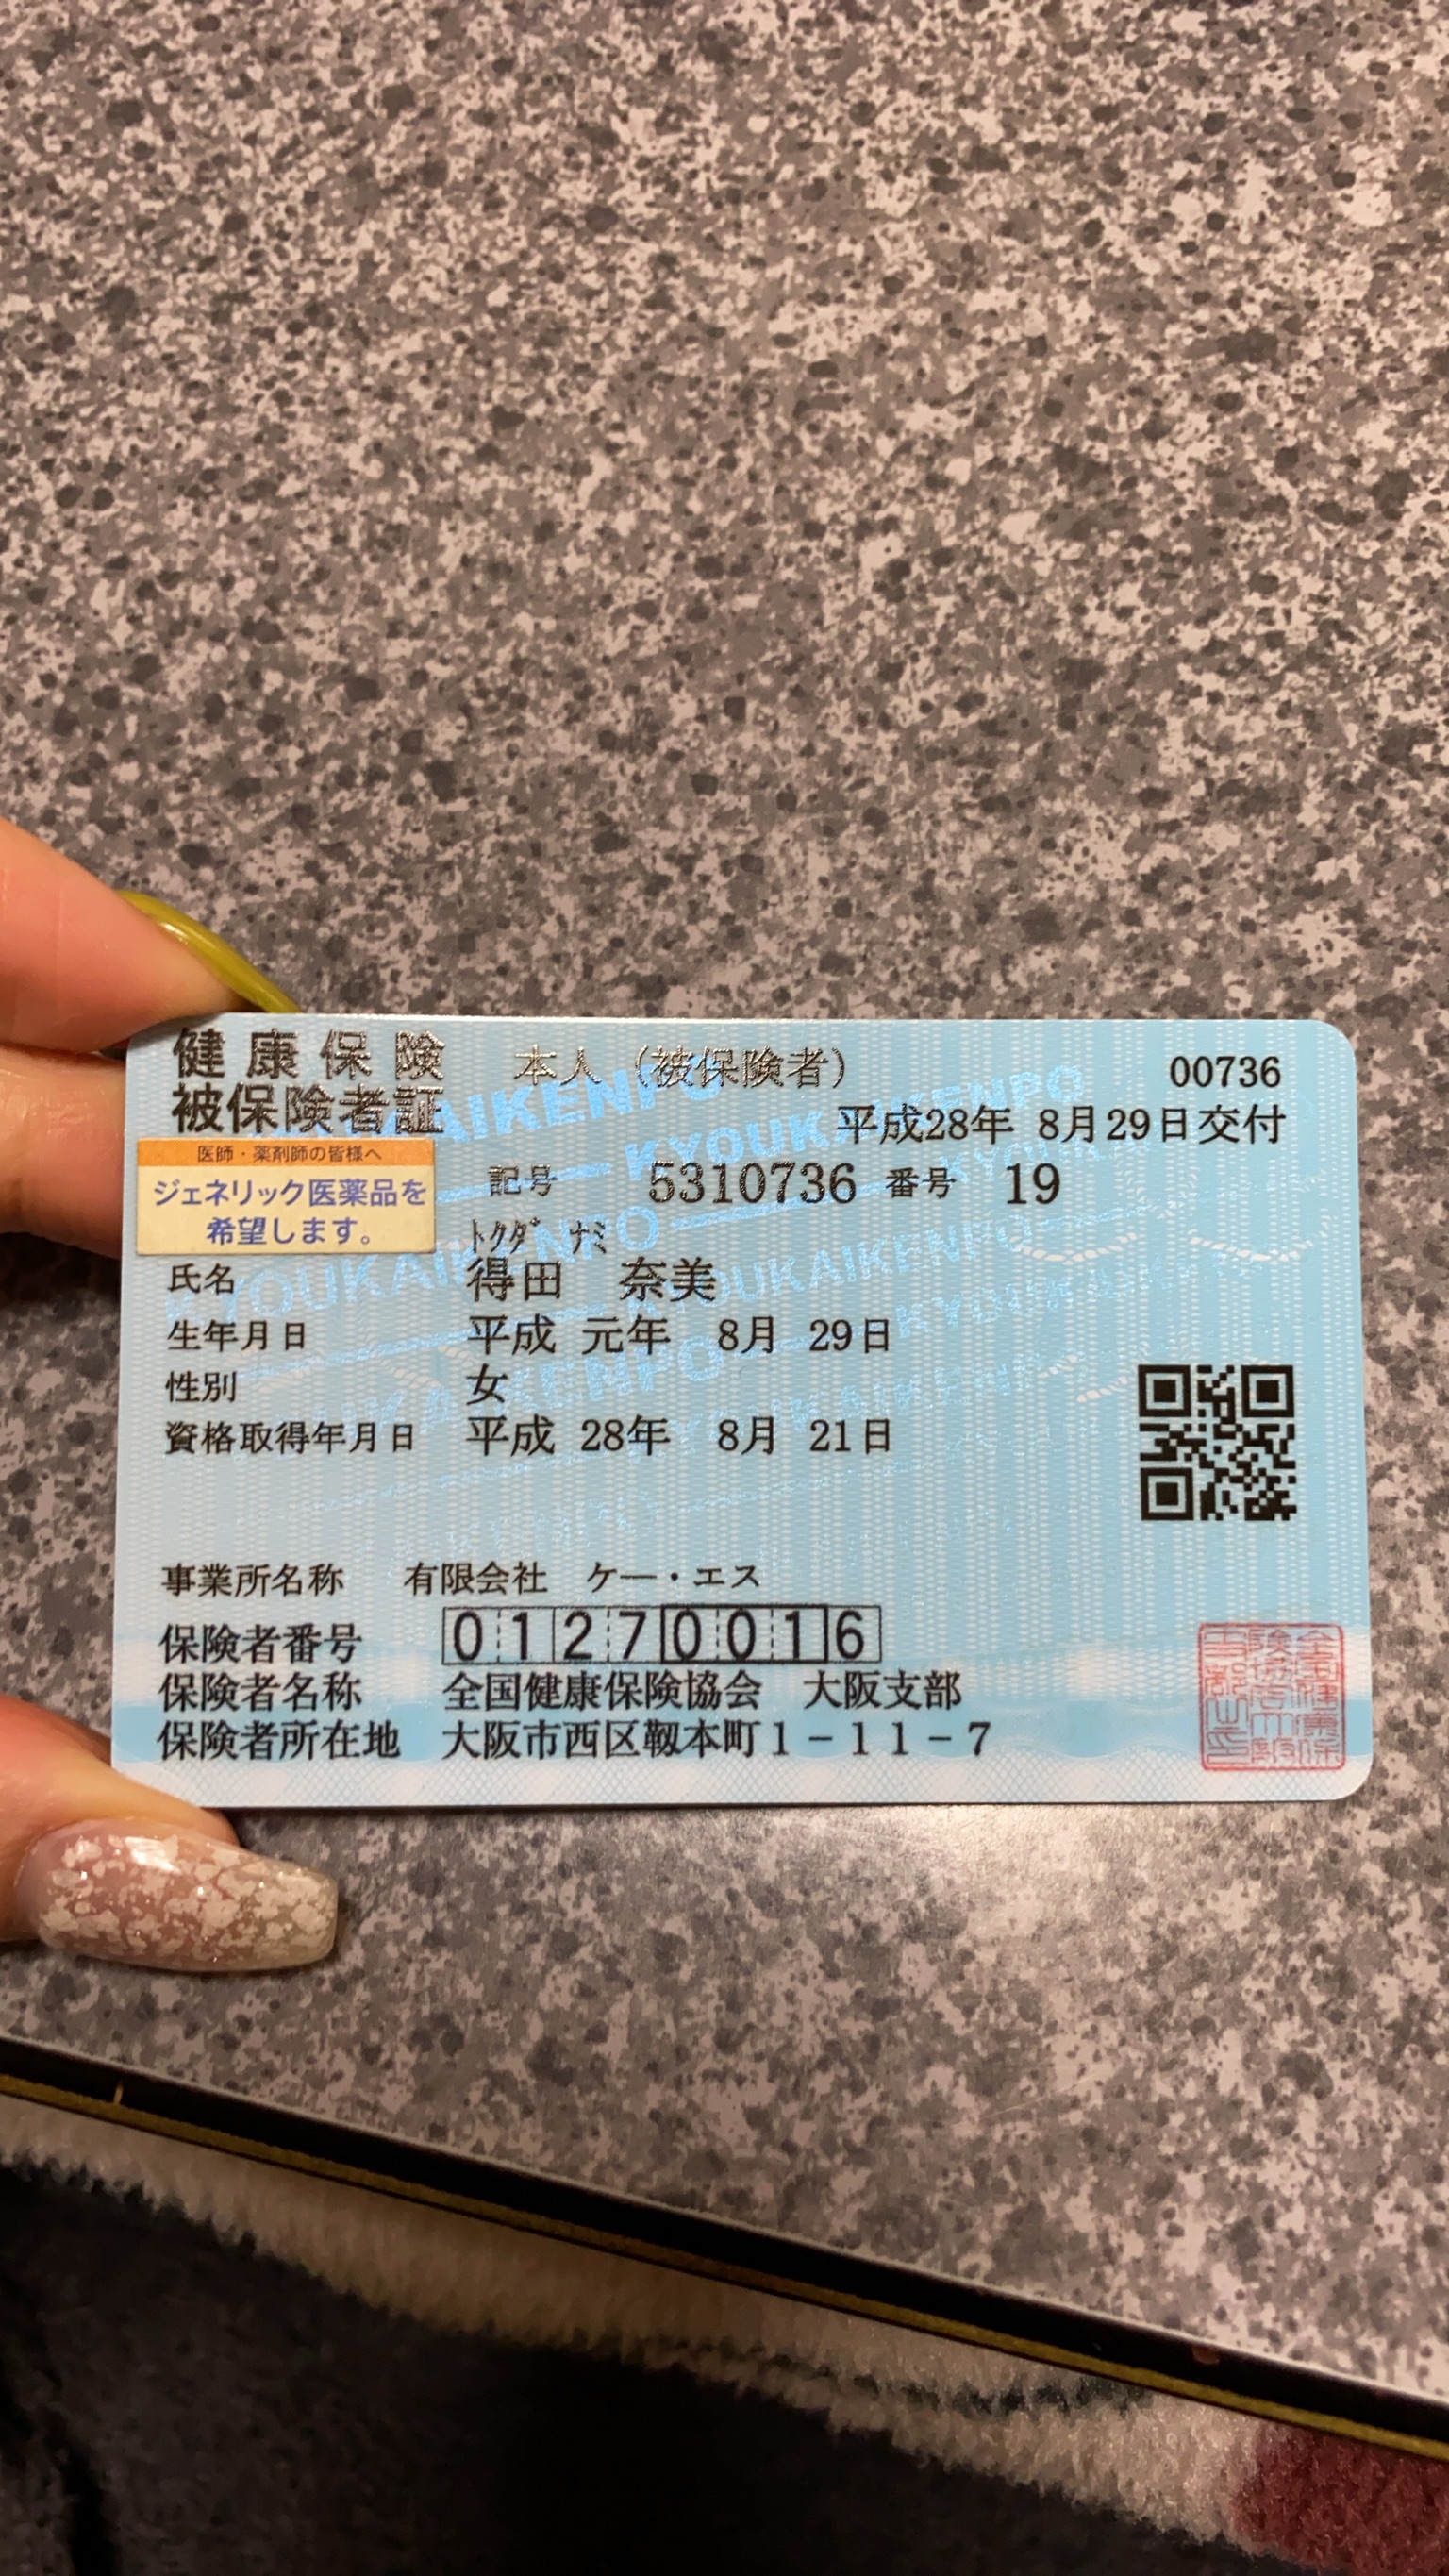 健康保険 本人（被保険者） 00736
被保険者証 平成28年 8月29日交付
医師・薬剤師の皆様へ
ジェネリック医薬品を
希望します。
記号 5310736 番号 19
ﾄｸﾀﾞ ﾅﾐ
氏名 得田 奈美
生年月日 平成 元年 8月 29日
性別 女
資格取得年月日 平成 28年 8月 21日
事業所名称 有限会社 ケー・エス
保険者番号 01270016
保険者名称 全国健康保険協会 大阪支部
保険者所在地 大阪市西区靱本町1－11－7